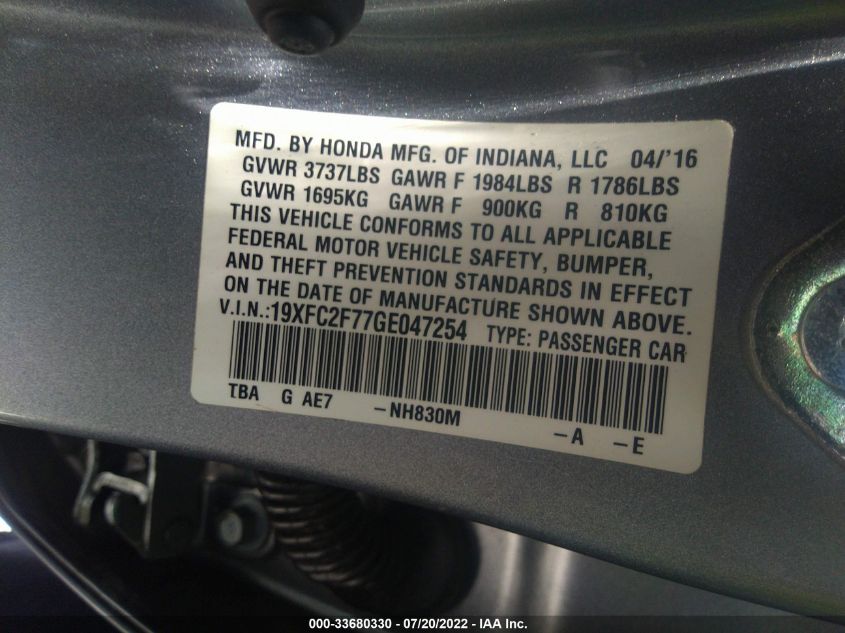 MFD. BY HONDA MFG. OF INDIANA, LLC 04/'16
GVWR 3737LBS GAWR F 1984LBS R 1786LBS
GVWR 1695KG GAWR F 900KG R 810KG
THIS VEHICLE CONFORMS TO ALL APPLICABLE
FEDERAL MOTOR VEHICLE SAFETY, BUMPER,
AND THEFT PREVENTION STANDARDS IN EFFECT
ON THE DATE OF MANUFACTURE SHOWN ABOVE.
V.I.N.:19XFC2F77GE047254 TYPE: PASSENGER CAR
TBA G AE7 -NH830M -A -E
000-33680330 - 07/20/2022 - IAA Inc.